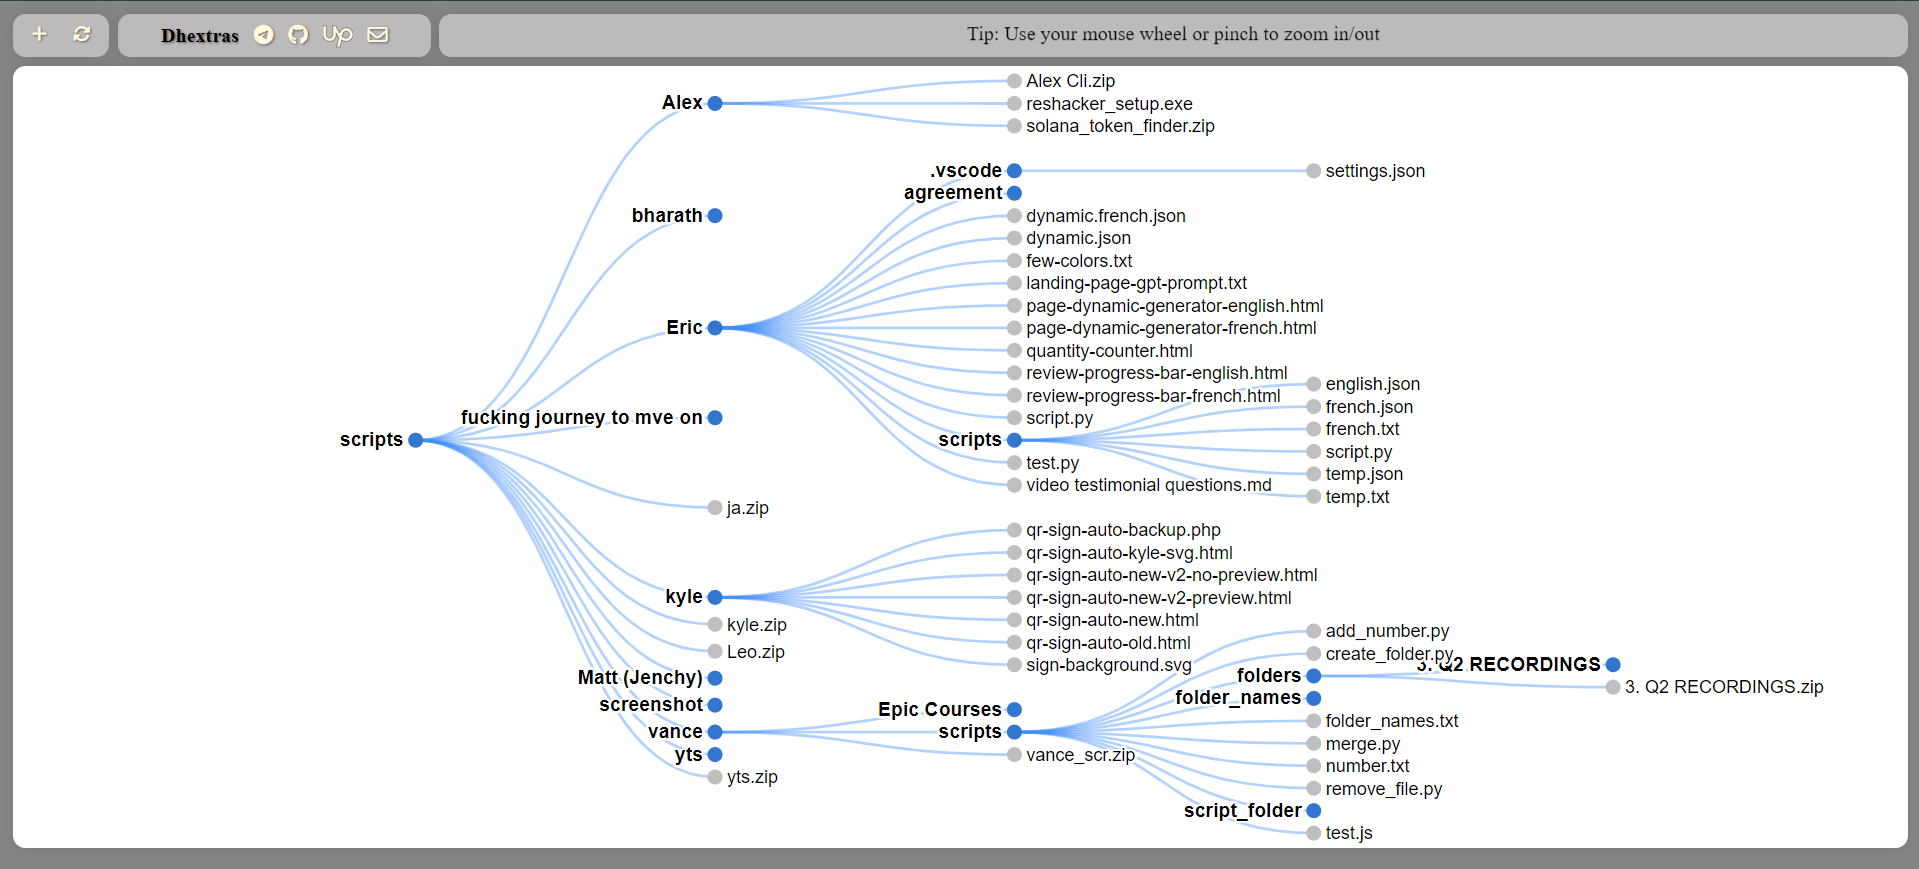 Dhextras
Up
Tip: Use your mouse wheel or pinch to zoom in/out
scripts
Alex
Alex Cli.zip
reshacker_setup.exe
solana_token_finder.zip
bharath
Eric
.vscode
settings.json
agreement
dynamic.french.json
dynamic.json
few-colors.txt
landing-page-gpt-prompt.txt
page-dynamic-generator-english.html
page-dynamic-generator-french.html
quantity-counter.html
review-progress-bar-english.html
review-progress-bar-french.html
script.py
scripts
english.json
french.json
french.txt
script.py
temp.json
temp.txt
test.py
video testimonial questions.md
fucking journey to mve on
ja.zip
kyle
qr-sign-auto-backup.php
qr-sign-auto-kyle-svg.html
qr-sign-auto-new-v2-no-preview.html
qr-sign-auto-new-v2-preview.html
qr-sign-auto-new.html
qr-sign-auto-old.html
sign-background.svg
kyle.zip
Leo.zip
Matt (Jenchy)
screenshot
vance
Epic Courses
scripts
add_number.py
create_folder.py
folders
3. Q2 RECORDINGS
3. Q2 RECORDINGS.zip
folder_names
folder_names.txt
merge.py
number.txt
remove_file.py
script_folder
test.js
vance_scr.zip
yts
yts.zip